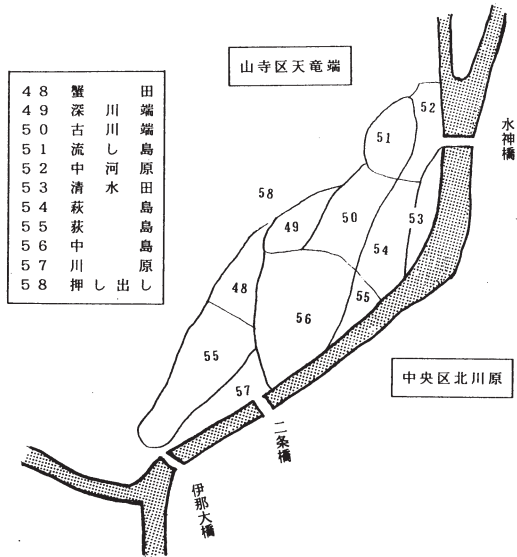 山寺区天竜端
48 蟹田
49 深川端
50 古川端
51 流し島
52 中河原
53 清水田
54 萩島
55 荻島
56 中島
57 川原
58 押し出し
52
51
水神橋
58
50
53
49
54
48
55
56
55
57
中央区北川原
二条橋
伊那大橋